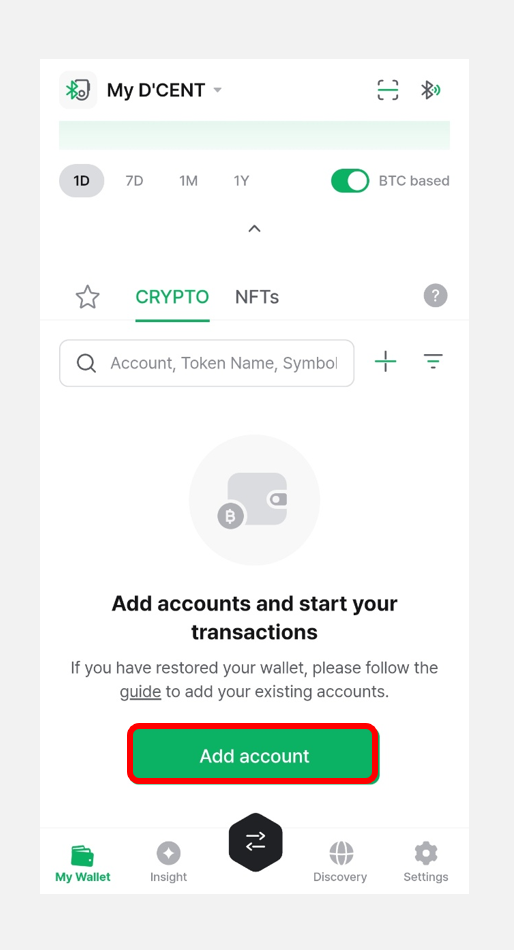 My D'CENT
1D 7D 1M 1Y BTC based
CRYPTO NFTs ?
Account, Token Name, Symbol
Add accounts and start your
transactions
If you have restored your wallet, please follow the
guide to add your existing accounts.
Add account
My Wallet Insight Discovery Settings